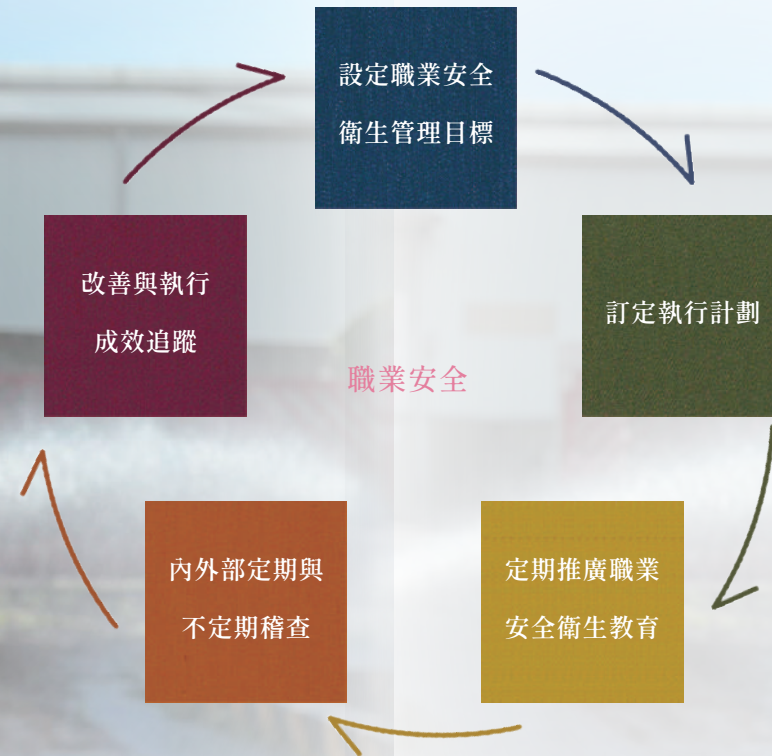 設定職業安全
衛生管理目標
訂定執行計劃
定期推廣職業
安全衛生教育
內外部定期與
不定期稽查
改善與執行
成效追蹤
職業安全